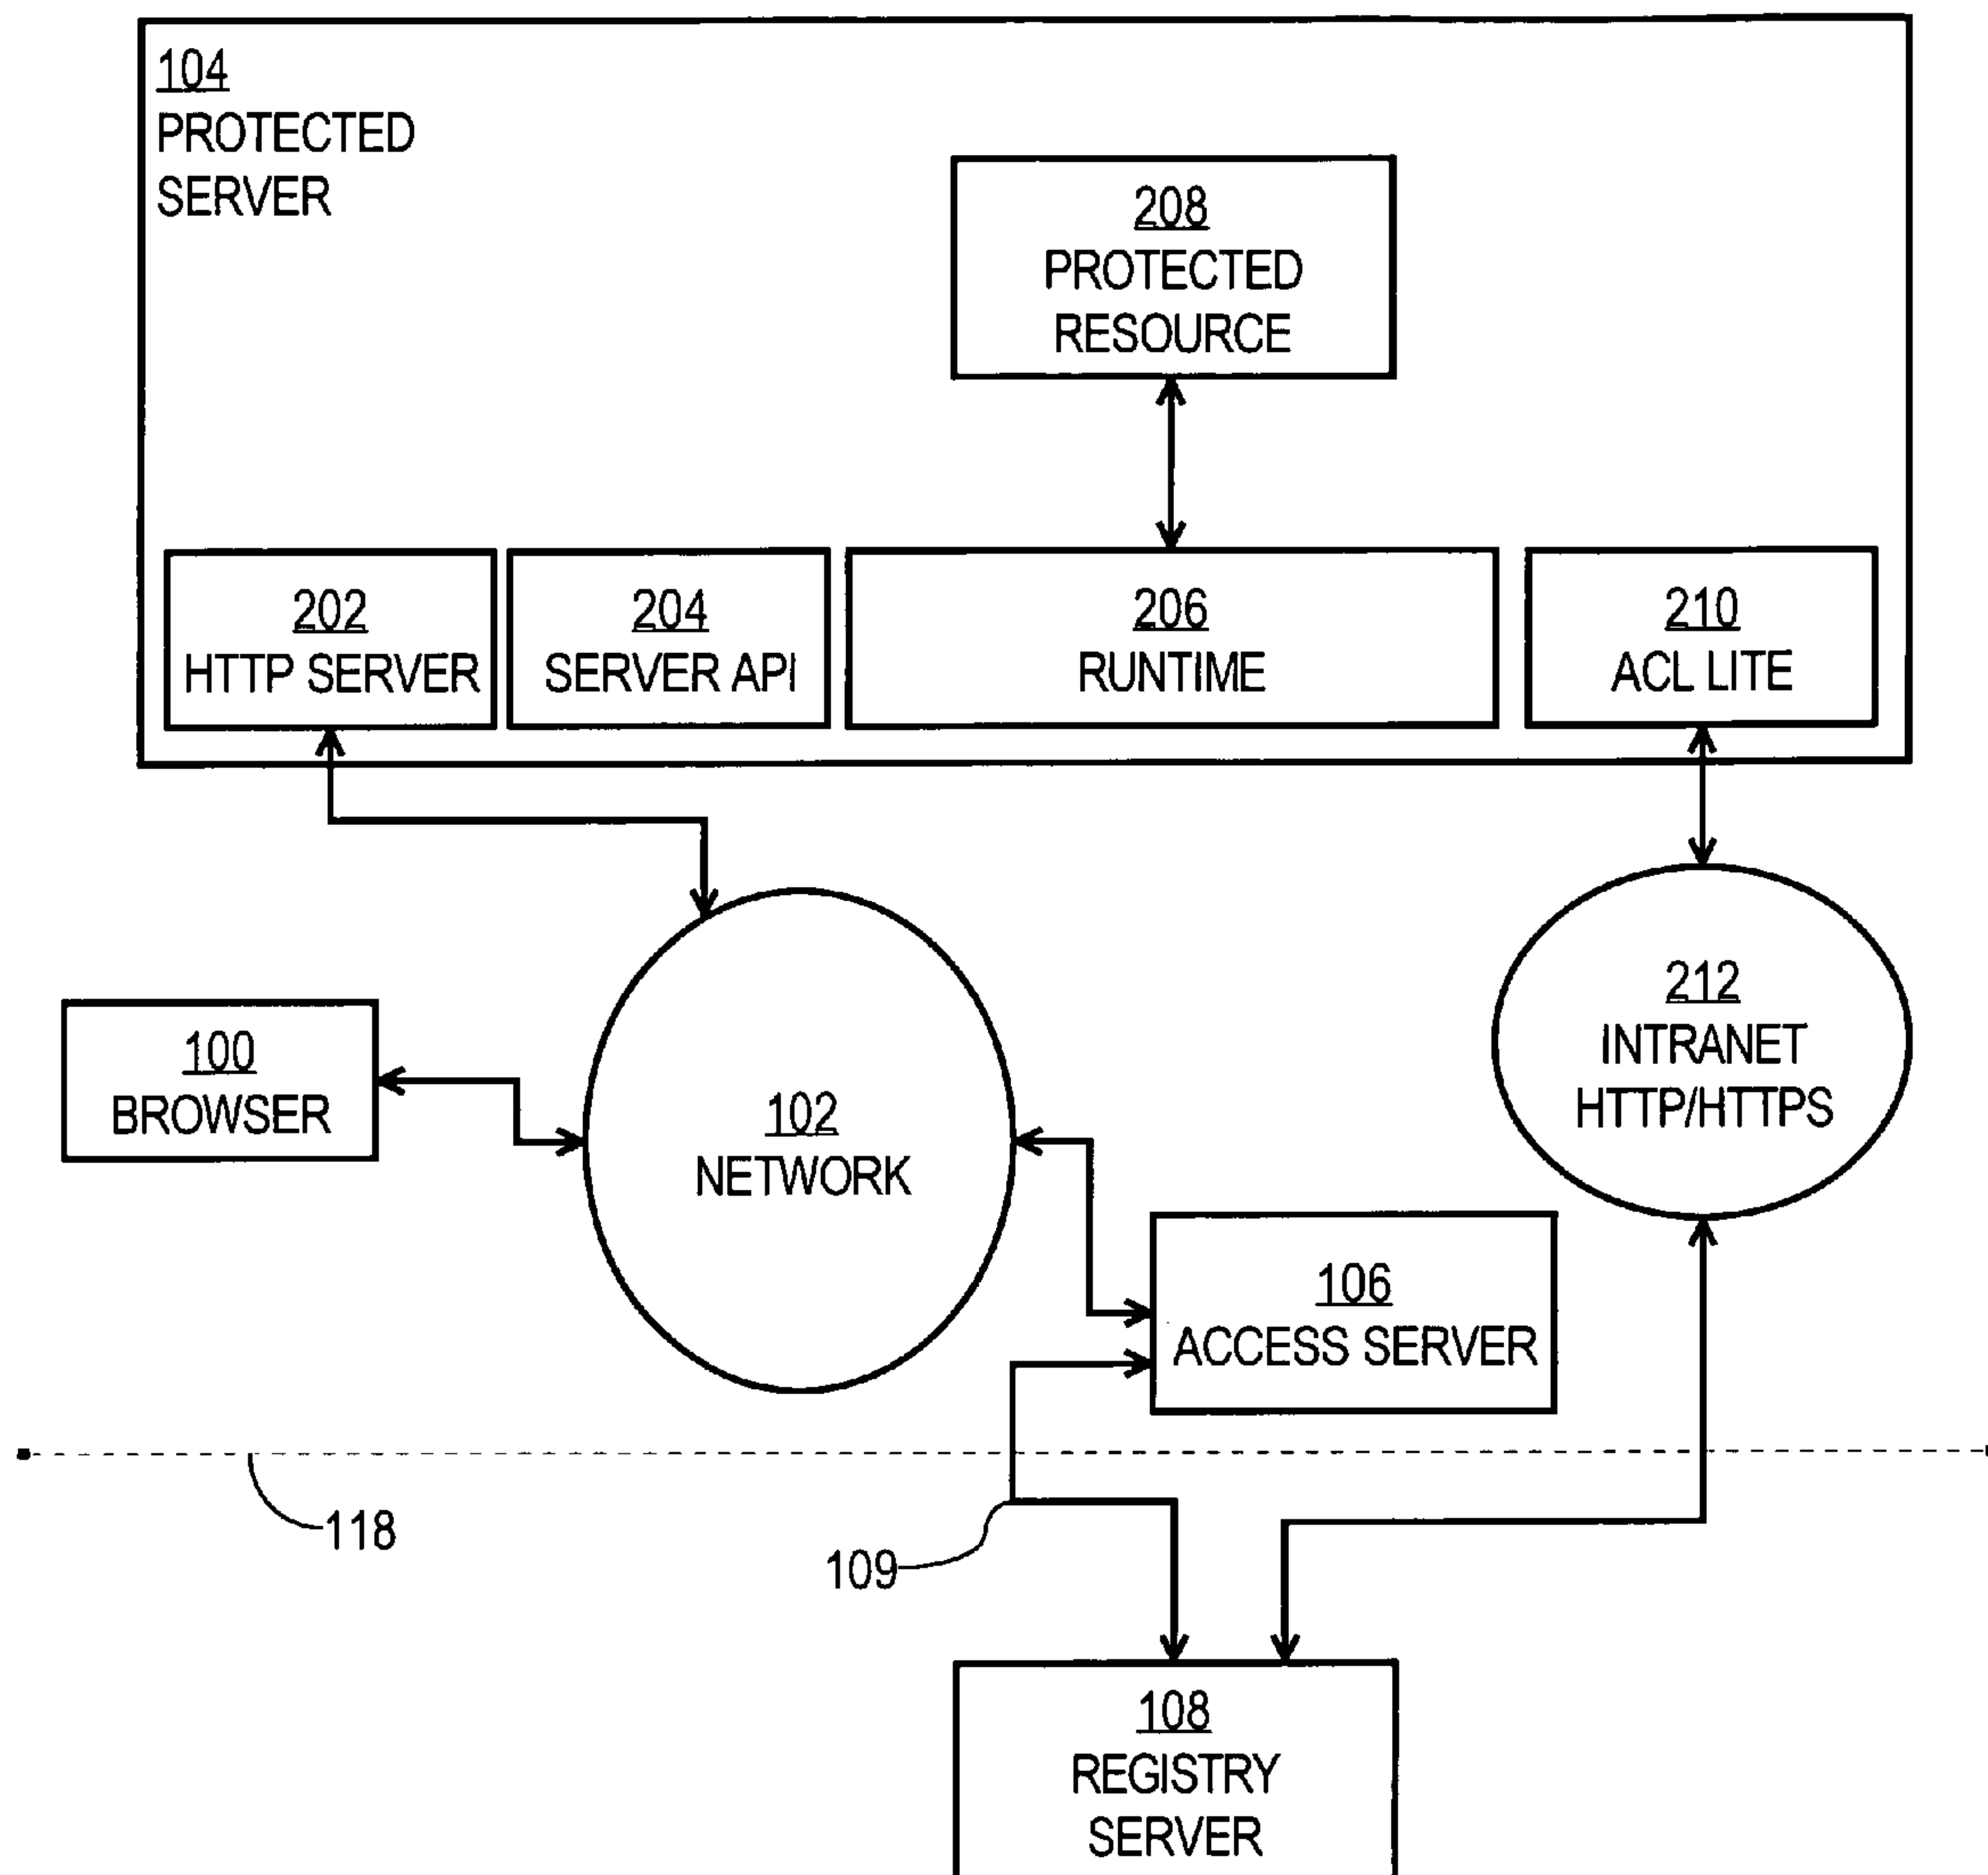 104
PROTECTED
SERVER
208
PROTECTED
RESOURCE
202
HTTP SERVER
204
SERVER API
206
RUNTIME
210
ACL LITE
212
INTRANET
HTTP/HTTPS
100
BROWSER
102
NETWORK
106
ACCESS SERVER
118
109
108
REGISTRY
SERVER